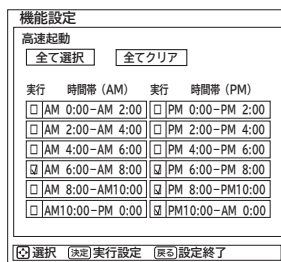 機能設定
高速起動
全て選択 全てクリア
実行 時間帯 (AM) 実行 時間帯 (PM)
□ AM 0:00-AM 2:00 □ PM 0:00-PM 2:00
□ AM 2:00-AM 4:00 □ PM 2:00-PM 4:00
□ AM 4:00-AM 6:00 □ PM 4:00-PM 6:00
☑ AM 6:00-AM 8:00 ☑ PM 6:00-PM 8:00
□ AM 8:00-AM10:00 ☑ PM 8:00-PM10:00
□ AM10:00-PM 0:00 ☑ PM10:00-AM 0:00
選択 決定 実行設定 戻る 設定終了